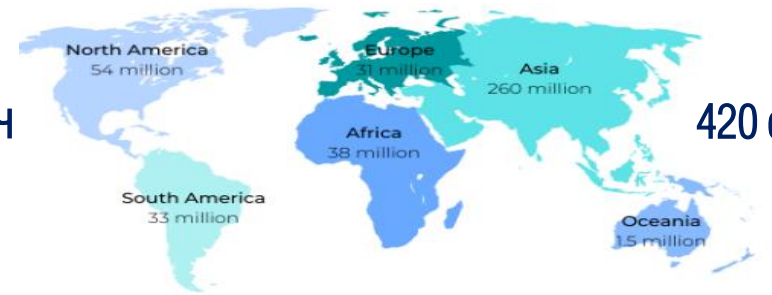 North America
54 million
Europe
31 million
Asia
260 million
Africa
38 million
South America
33 million
Oceania
1.5 million
420